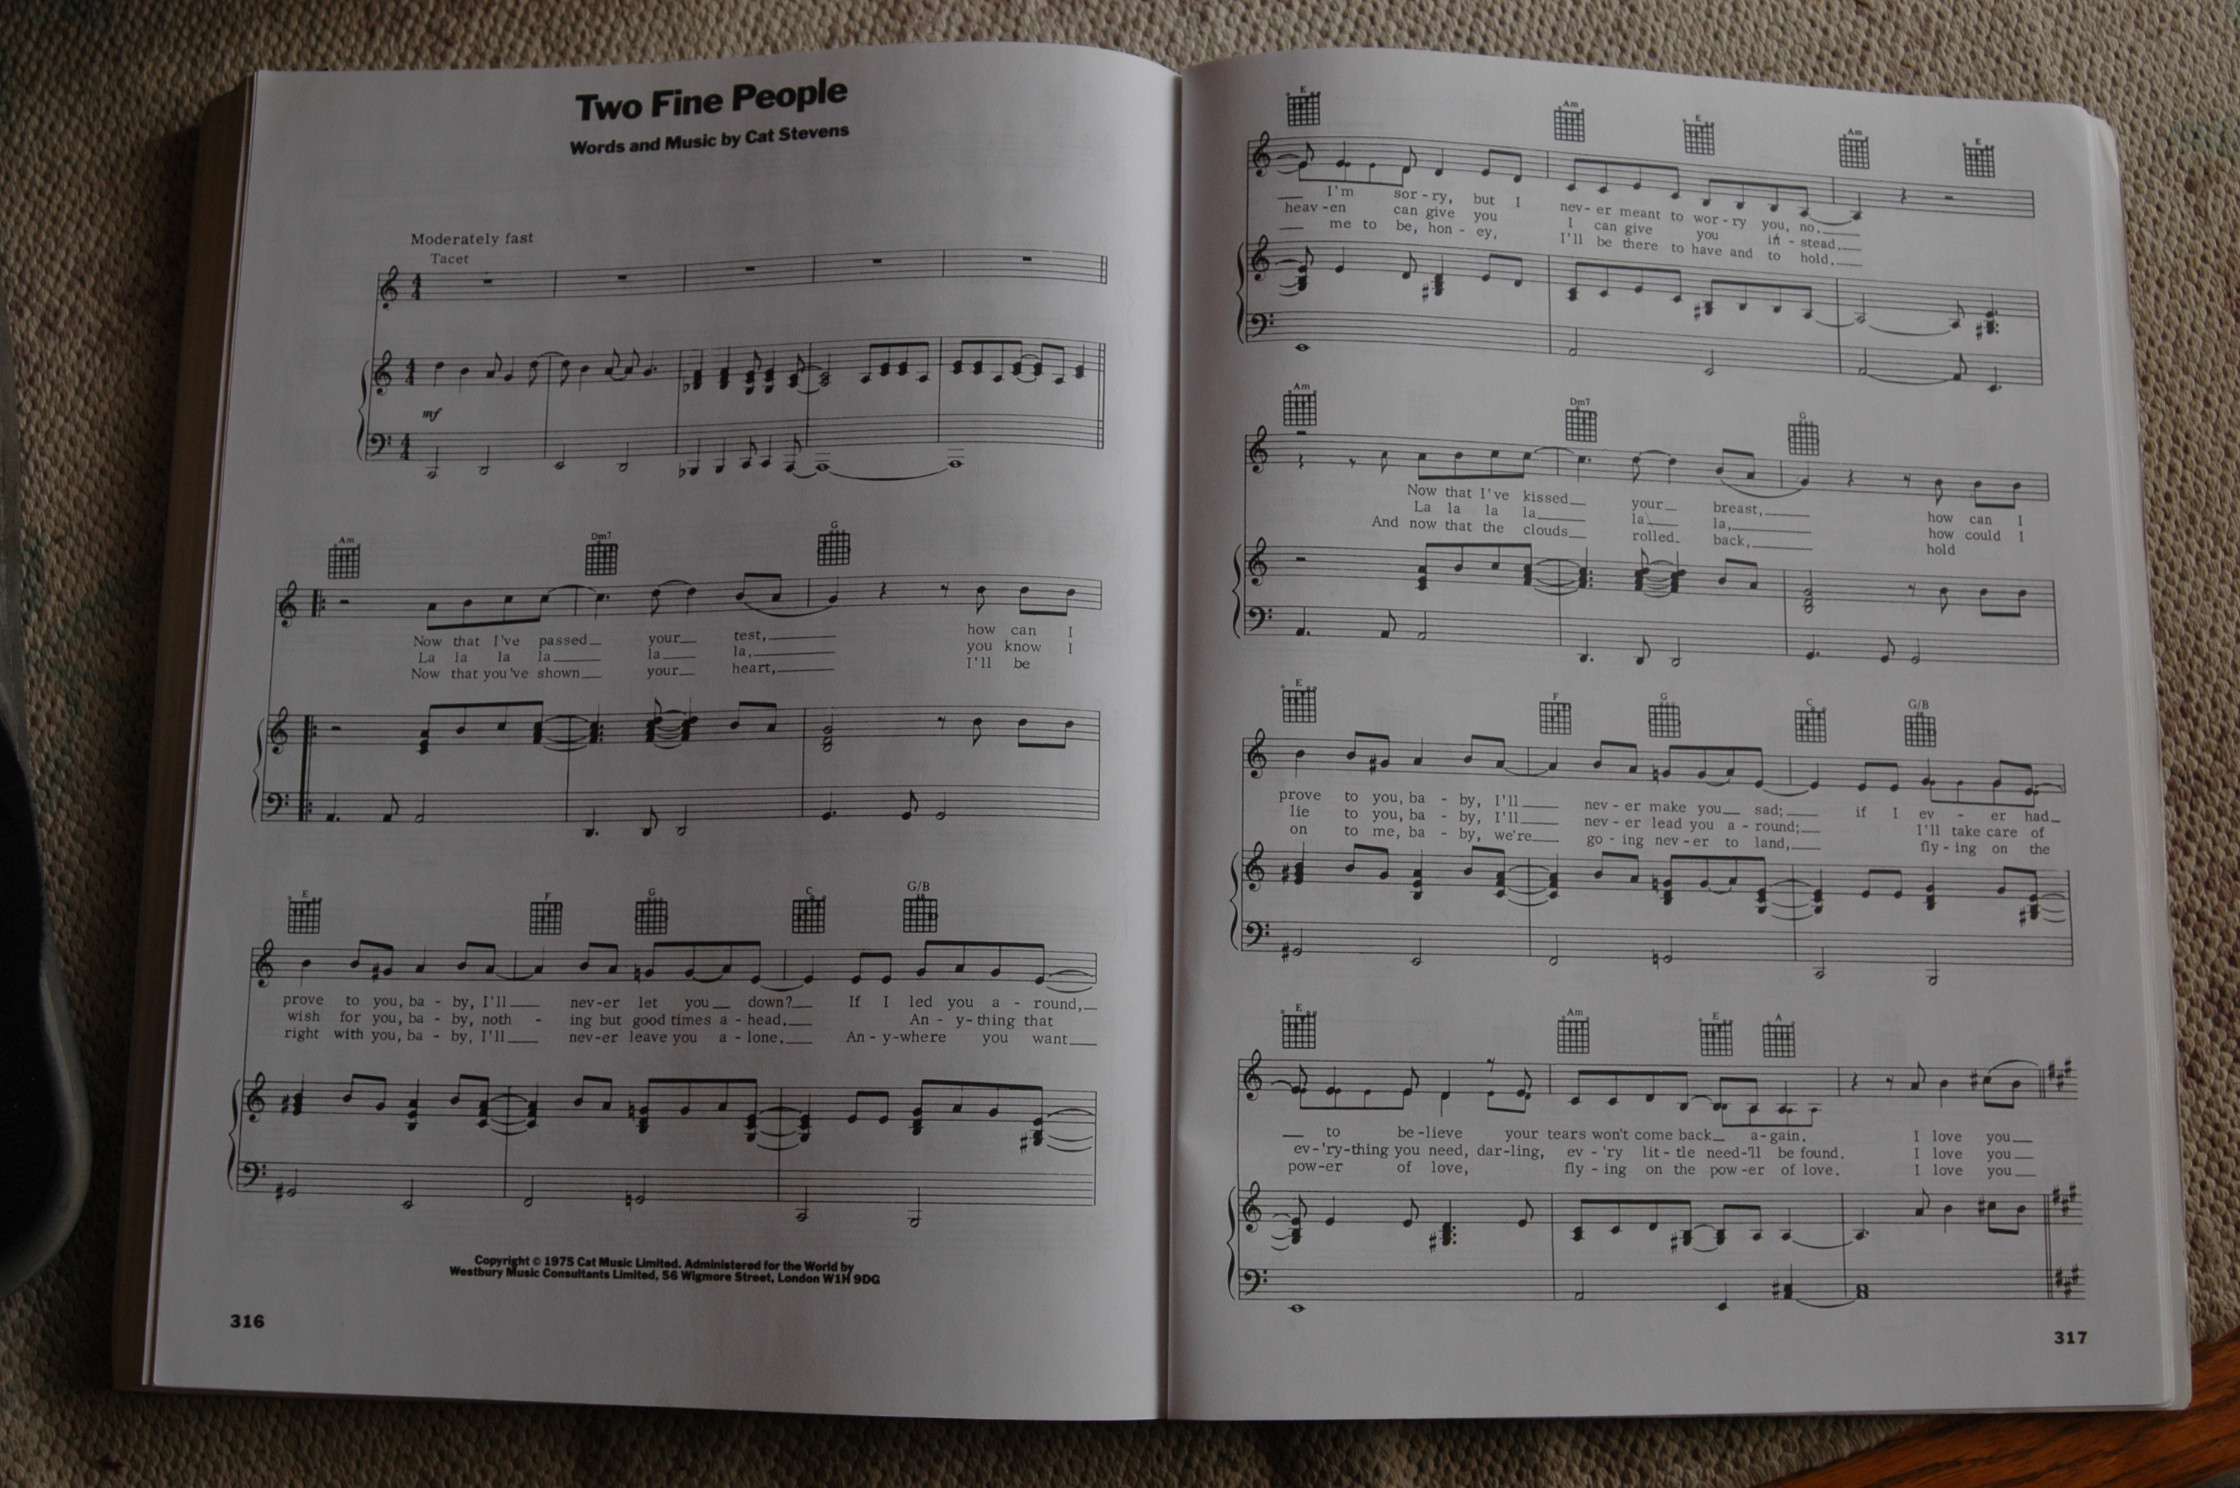 Two Fine People
Words and Music by Cat Stevens
Moderately fast
Tacet
mf
Am Dm7 G
Now that I've passed your test, how can I
La la la la la la, you know I
Now that you've shown your heart, I'll be
E F G C G/B
prove to you, ba - by, I'll nev-er let you down? If I led you a - round,
wish for you, ba - by, noth - ing but good times a - head. An - y-thing that
right with you, ba - by, I'll nev-er leave you a - lone. An - y-where you want
Copyright © 1975 Cat Music Limited. Administered for the World by
Westbury Music Consultants Limited, 56 Wigmore Street, London W1H 9DG
316
E Am E Am E
I'm sor - ry, but I nev - er meant to wor - ry you, no.
heav - en can give you I can give you in - stead.
me to be, hon - ey, I'll be there to have and to hold,
Am Dm7 G
Now that I've kissed your breast, how can I
La la la la la la, how could I
And now that the clouds rolled back, hold
E F G C G/B
prove to you, ba - by, I'll nev - er make you sad; if I ev - er had
lie to you, ba - by, I'll nev - er lead you a - round; I'll take care of
on to me, ba - by, we're go - ing nev - er to land, fly - ing on the
E Am E A
to be - lieve your tears won't come back a - gain. I love you
ev - 'ry-thing you need, dar-ling, ev - 'ry lit - tle need-'ll be found. I love you
pow-er of love, fly - ing on the pow -er of love. I love you
8
317